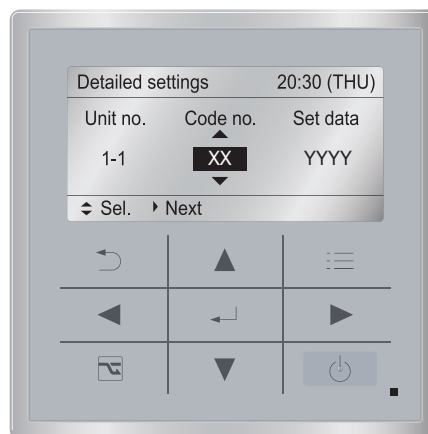 Detailed settings 20:30 (THU)
Unit no. Code no. Set data
1-1 XX YYYY
Sel. Next